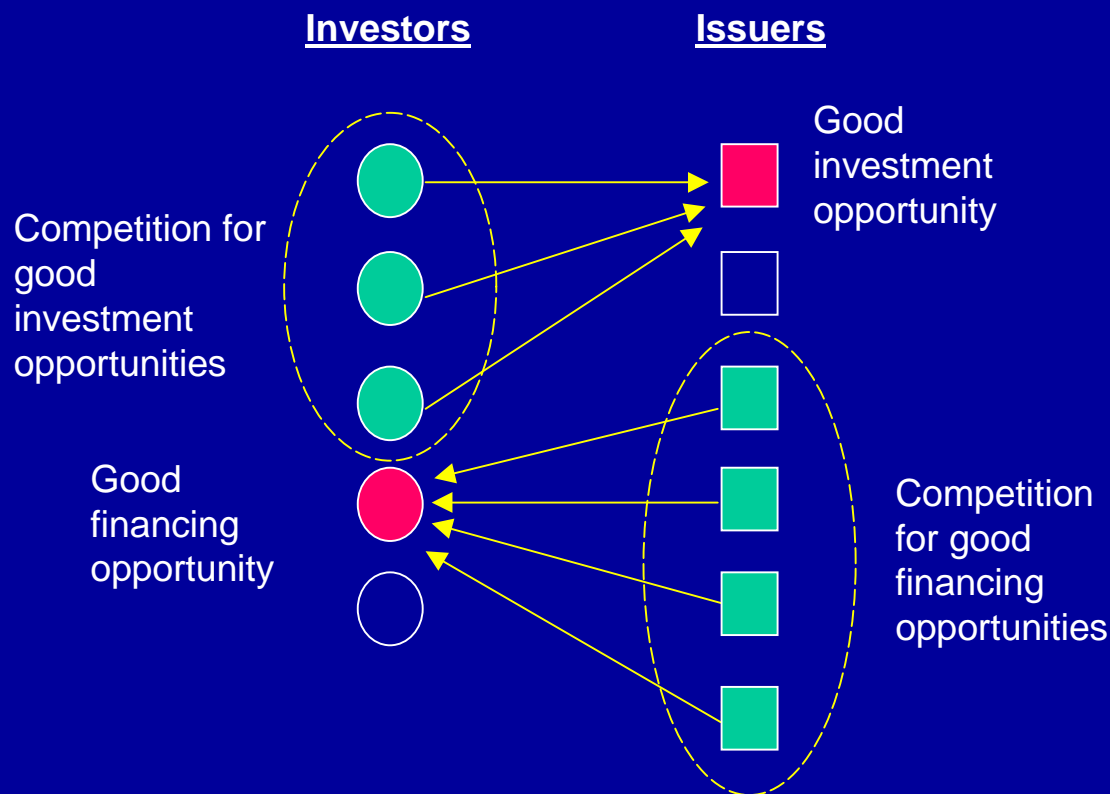 Investors
Issuers
Good
investment
opportunity
Competition for
good
investment
opportunities
Good
financing
opportunity
Competition
for good
financing
opportunities